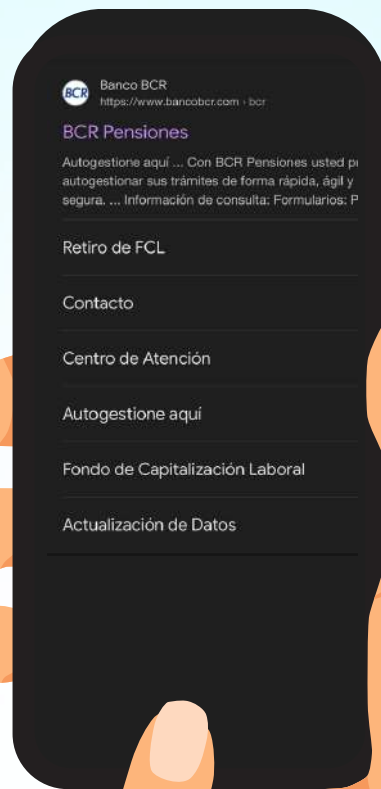 BCR
Banco BCR
https://www.bancobcr.com › bcr
BCR Pensiones
Autogestione aquí ... Con BCR Pensiones usted
autogestionar sus trámites de forma rápida, ágil y
segura. ... Información de consulta: Formularios: P
Retiro de FCL
Contacto
Centro de Atención
Autogestione aquí
Fondo de Capitalización Laboral
Actualización de Datos